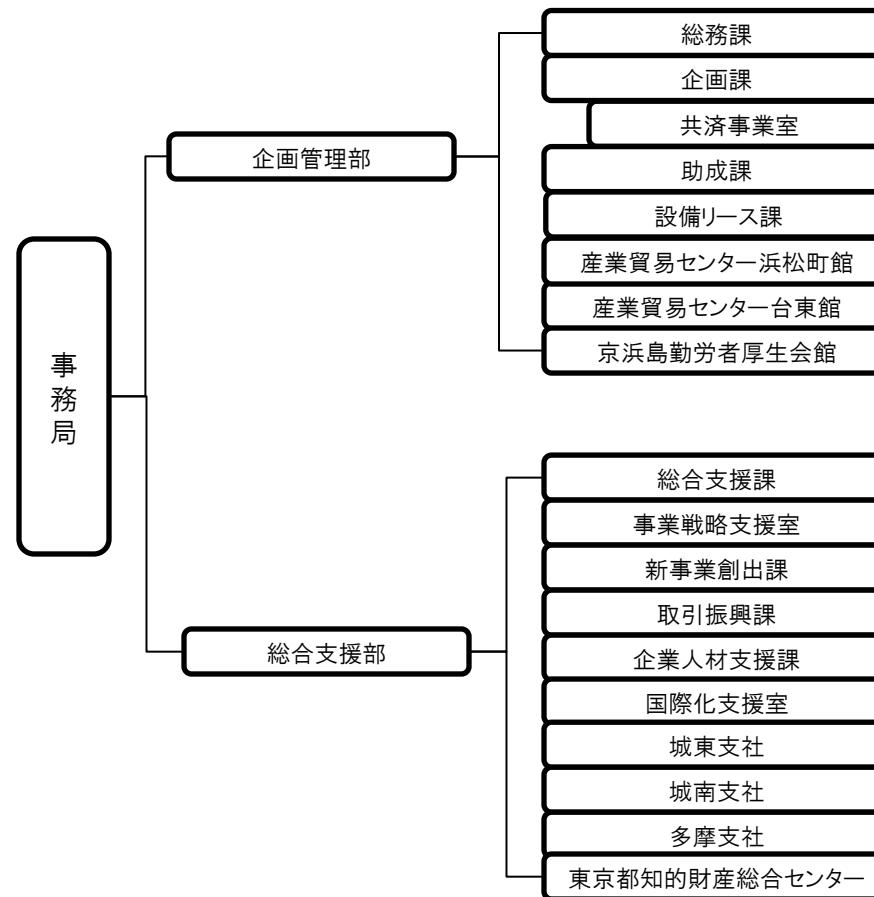 事務局
企画管理部
総務課
企画課
共済事業室
助成課
設備リース課
産業貿易センター浜松町館
産業貿易センター台東館
京浜島勤労者厚生会館
総合支援部
総合支援課
事業戦略支援室
新事業創出課
取引振興課
企業人材支援課
国際化支援室
城東支社
城南支社
多摩支社
東京都知的財産総合センター